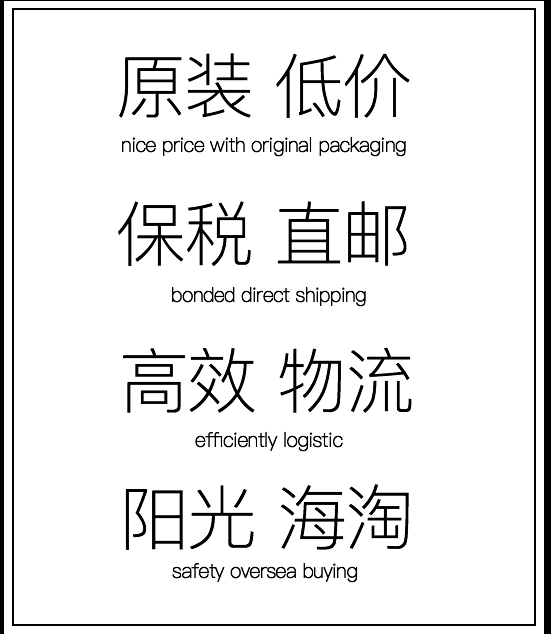 原装 低价
nice price with original packaging
保税 直邮
bonded direct shipping
高效 物流
efficiently logistic
阳光 海淘
safety oversea buying